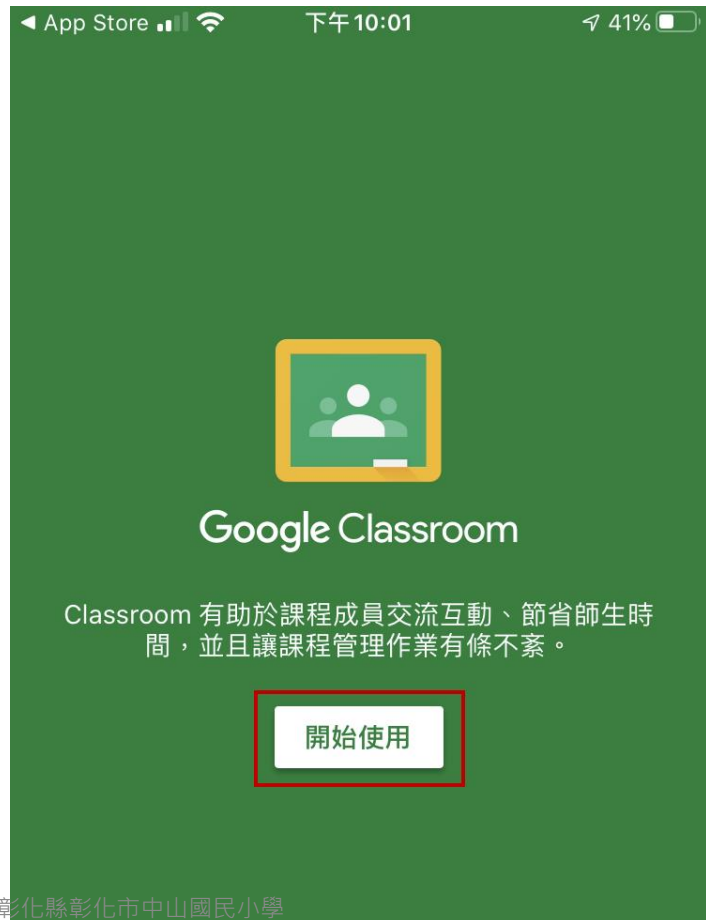 App Store 下午10:01 41%
Google Classroom
Classroom 有助於課程成員交流互動、節省師生時
間，並且讓課程管理作業有條不紊。
開始使用
彰化縣彰化市中山國民小學